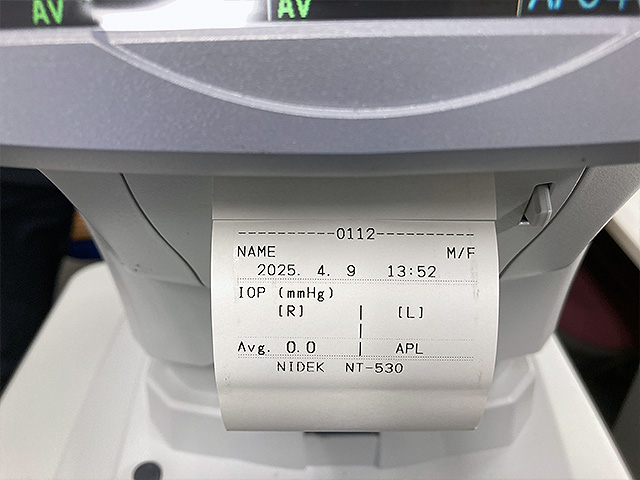 AV AV
-----------0112-----------
NAME M/F
2025. 4. 9 13:52
IOP (mmHg)
[R] | [L]
|
Avg. 0.0 | APL
NIDEK NT-530